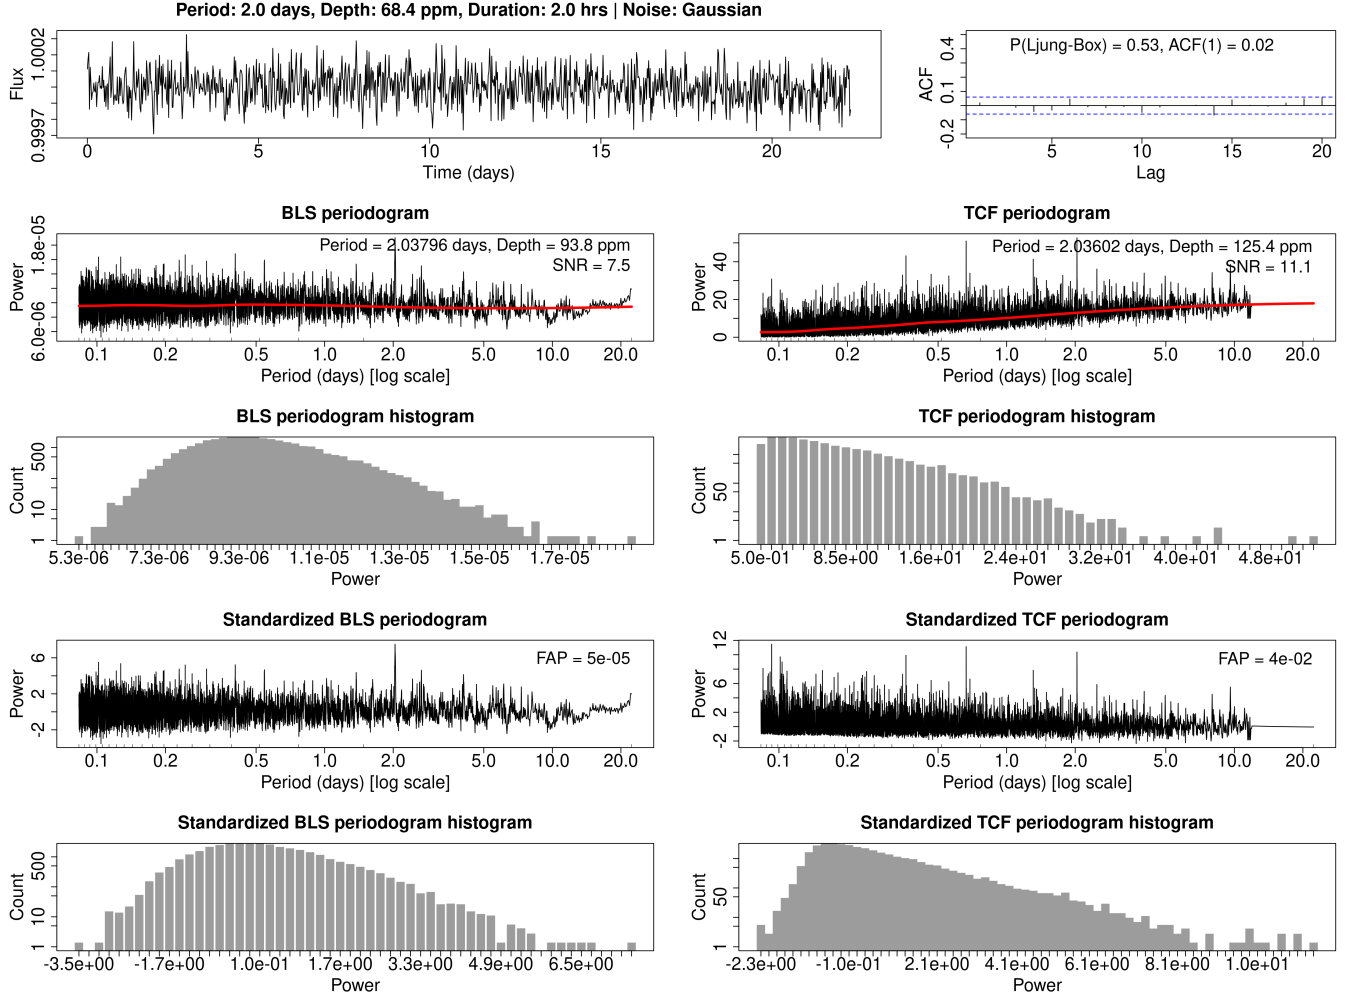 Period: 2.0 days, Depth: 68.4 ppm, Duration: 2.0 hrs | Noise: Gaussian
Flux
0.9997 1.0002
0 5 10 15 20
Time (days)
P(Ljung-Box) = 0.53, ACF(1) = 0.02
ACF
-0.2 0.1 0.4
5 10 15 20
Lag
BLS periodogram
Period = 2.03796 days, Depth = 93.8 ppm
SNR = 7.5
Power
6.0e-06 1.8e-05
0.1 0.2 0.5 1.0 2.0 5.0 10.0 20.0
Period (days) [log scale]
TCF periodogram
Period = 2.03602 days, Depth = 125.4 ppm
SNR = 11.1
Power
0 20 40
0.1 0.2 0.5 1.0 2.0 5.0 10.0 20.0
Period (days) [log scale]
BLS periodogram histogram
Count
1 10 500
5.3e-06 7.3e-06 9.3e-06 1.1e-05 1.3e-05 1.5e-05 1.7e-05
Power
TCF periodogram histogram
Count
1 50
5.0e-01 8.5e+00 1.6e+01 2.4e+01 3.2e+01 4.0e+01 4.8e+01
Power
Standardized BLS periodogram
FAP = 5e-05
Power
-2 2 6
0.1 0.2 0.5 1.0 2.0 5.0 10.0 20.0
Period (days) [log scale]
Standardized TCF periodogram
FAP = 4e-02
Power
-2 2 6 12
0.1 0.2 0.5 1.0 2.0 5.0 10.0 20.0
Period (days) [log scale]
Standardized BLS periodogram histogram
Count
1 10 500
-3.5e+00 -1.7e+00 1.0e-01 1.7e+00 3.3e+00 4.9e+00 6.5e+00
Power
Standardized TCF periodogram histogram
Count
1 50
-2.3e+00 -1.0e-01 2.1e+00 4.1e+00 6.1e+00 8.1e+00 1.0e+01
Power